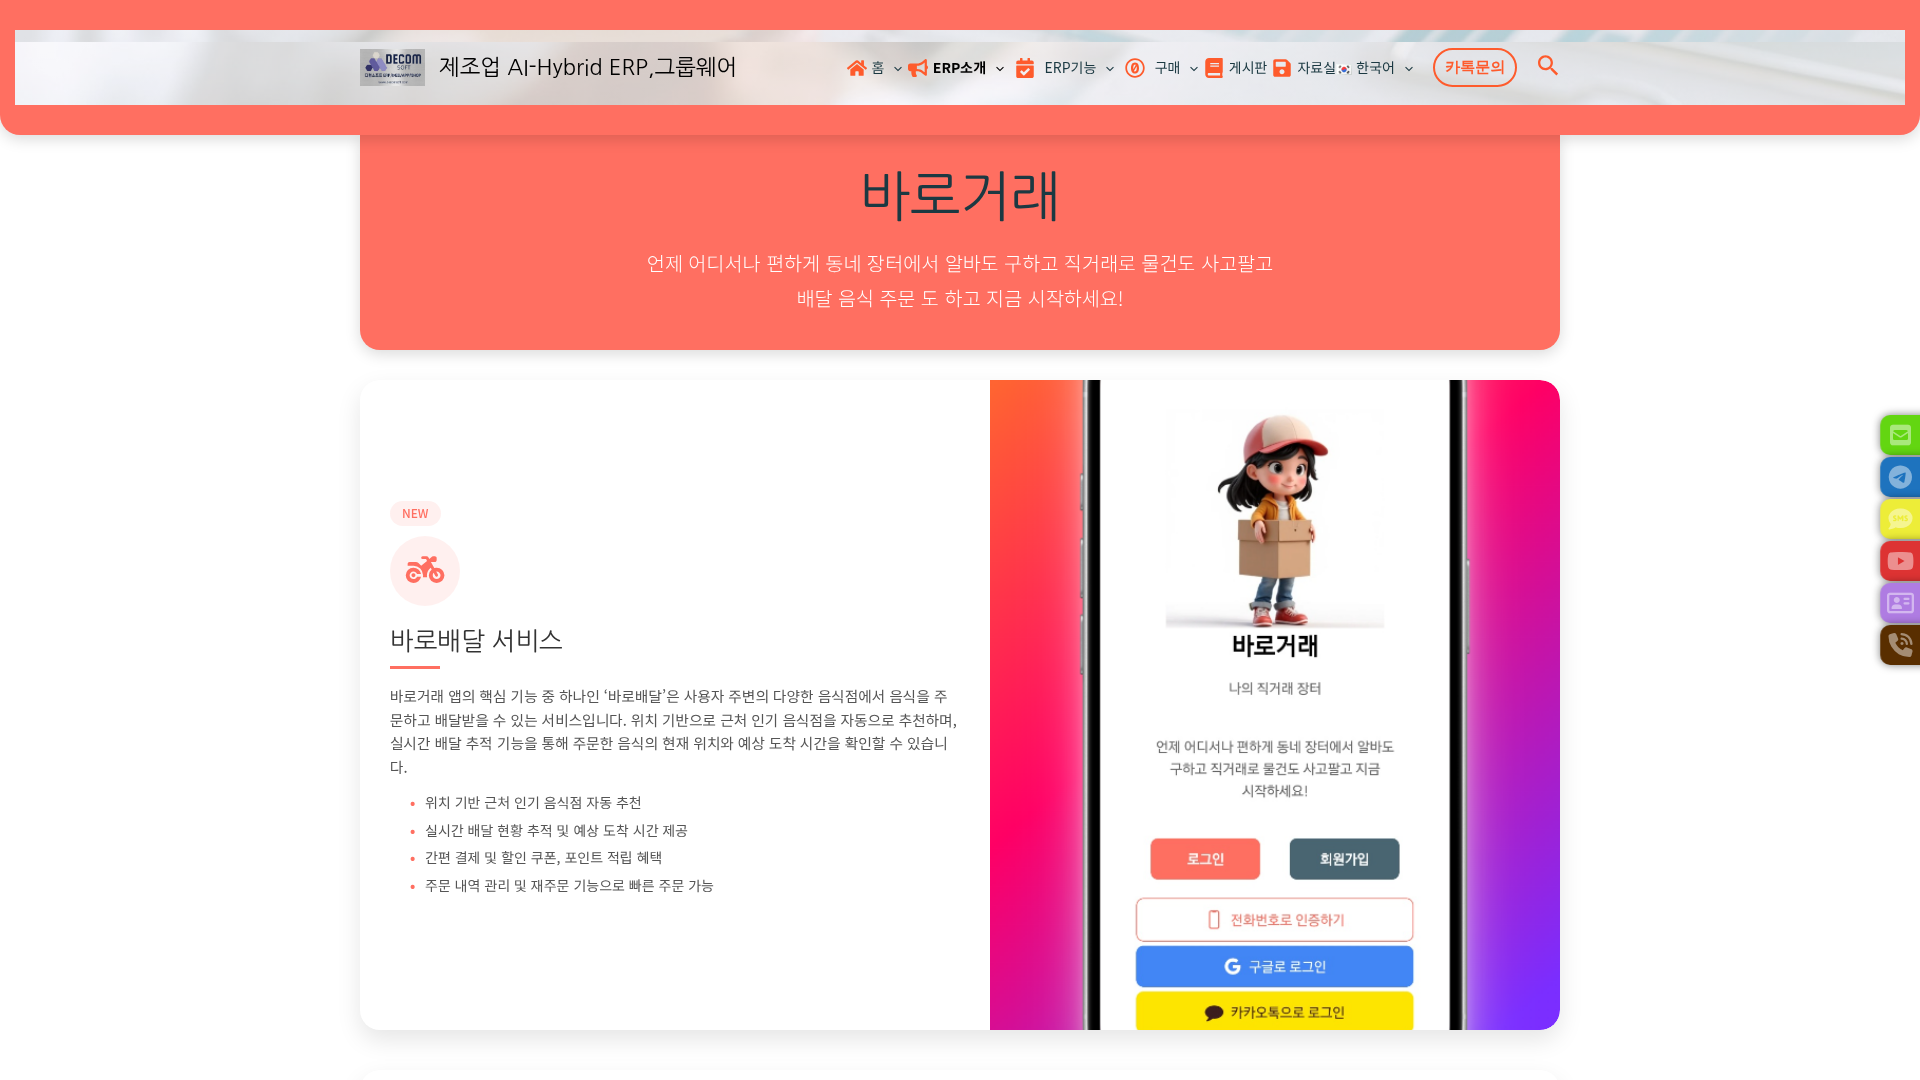 DECOM
SOFT
제조업 AI-Hybrid ERP,그룹웨어
홈
ERP소개
ERP기능
구매
게시판
자료실
한국어
카톡문의
바로거래
언제 어디서나 편하게 동네 장터에서 알바도 구하고 직거래로 물건도 사고팔고
배달 음식 주문 도 하고 지금 시작하세요!
NEW
바로배달 서비스
바로거래 앱의 핵심 기능 중 하나인 ‘바로배달’은 사용자 주변의 다양한 음식점에서 음식을 주
문하고 배달받을 수 있는 서비스입니다. 위치 기반으로 근처 인기 음식점을 자동으로 추천하며,
실시간 배달 추적 기능을 통해 주문한 음식의 현재 위치와 예상 도착 시간을 확인할 수 있습니
다.
위치 기반 근처 인기 음식점 자동 추천
실시간 배달 현황 추적 및 예상 도착 시간 제공
간편 결제 및 할인 쿠폰, 포인트 적립 혜택
주문 내역 관리 및 재주문 기능으로 빠른 주문 가능
바로거래
나의 직거래 장터
언제 어디서나 편하게 동네 장터에서 알바도
구하고 직거래로 물건도 사고팔고 지금
시작하세요!
로그인
회원가입
전화번호로 인증하기
구글로 로그인
카카오톡으로 로그인
SMS